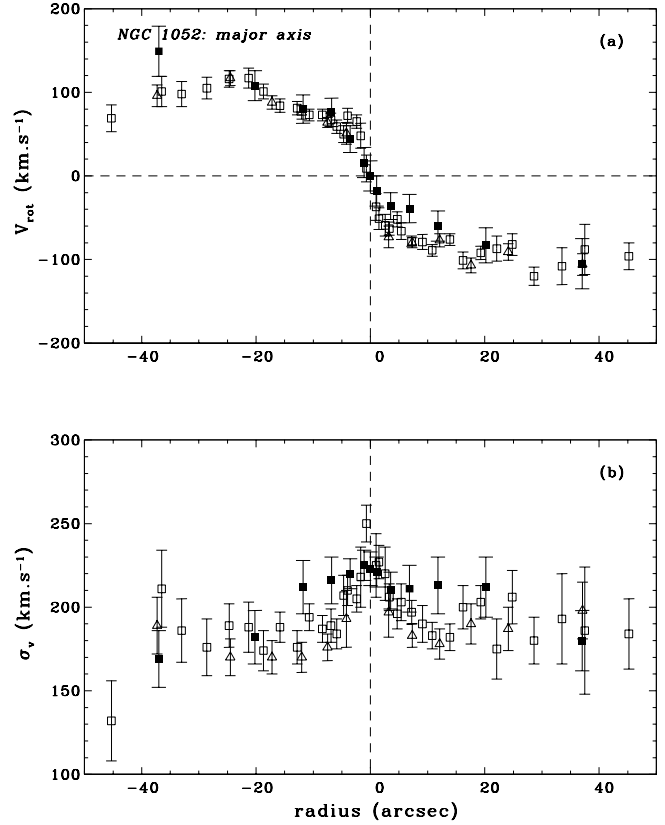 NGC 1052: major axis
(a)
200
100
0
−100
−200
V_rot (km.s⁻¹)
−40 −20 0 20 40
(b)
300
250
200
150
100
σ_v (km.s⁻¹)
−40 −20 0 20 40
radius (arcsec)